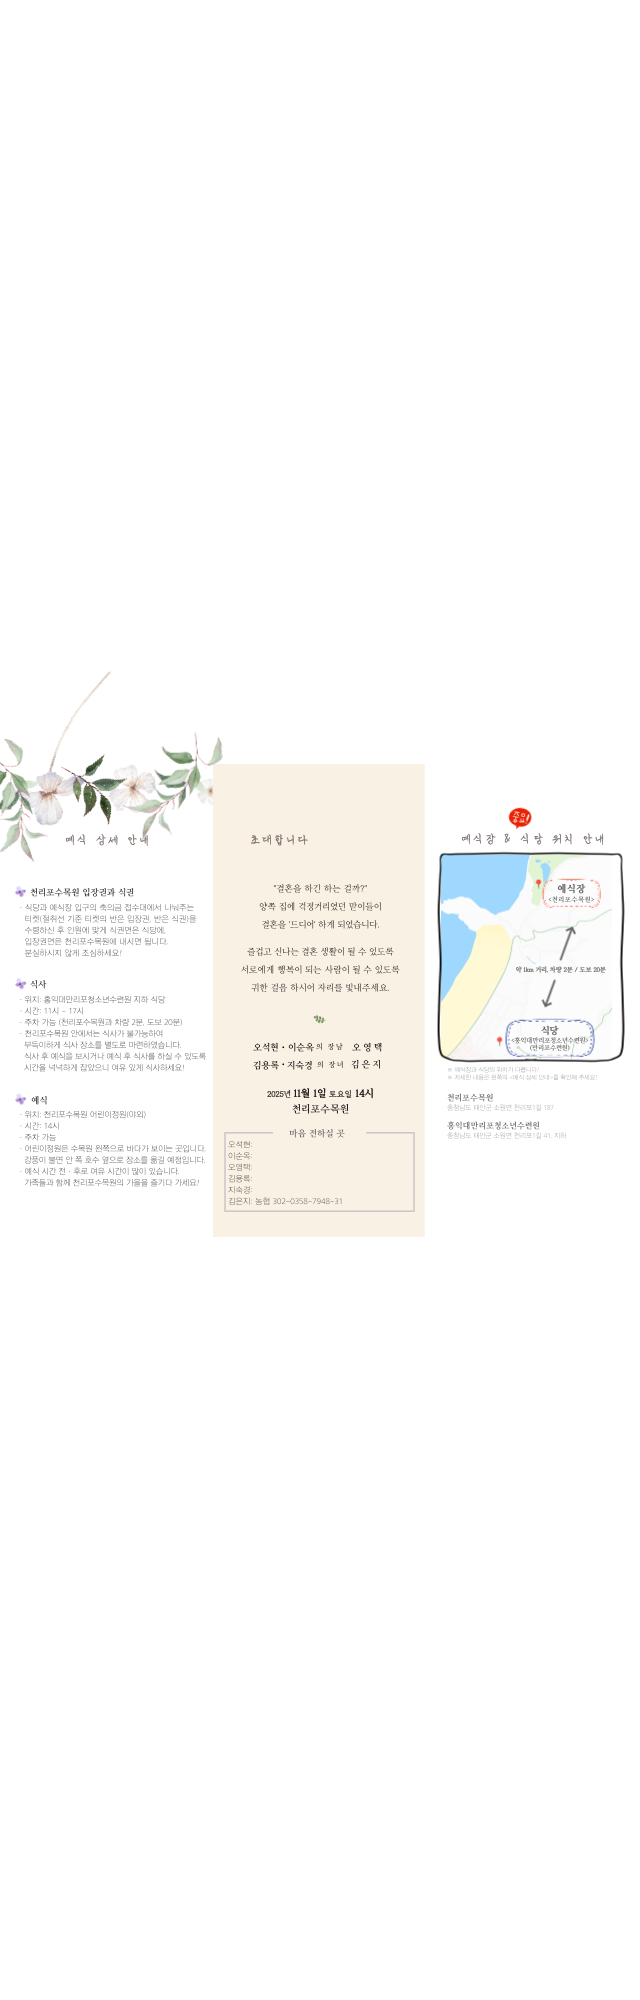 예식 상세 안내
천리포수목원 입장권과 식권
- 식당과 예식장 입구의 축의금 접수대에서 나눠주는
티켓(절취선 기준 티켓의 반은 입장권, 반은 식권)을
수령하신 후 인원에 맞게 식권면은 식당에,
입장권면은 천리포수목원에 내시면 됩니다.
분실하시지 않게 조심하세요!
식사
- 위치: 홍익대만리포청소년수련원 지하 식당
- 시간: 11시 ~ 17시
- 주차 가능 (천리포수목원과 차량 2분, 도보 20분)
- 천리포수목원 안에서는 식사가 불가능하여
부득이하게 식사 장소를 별도로 마련하였습니다.
식사 후 예식을 보시거나 예식 후 식사를 하실 수 있도록
시간을 넉넉하게 잡았으니 여유 있게 식사하세요!
예식
- 위치: 천리포수목원 어린이정원(야외)
- 시간: 14시
- 주차 가능
- 어린이정원은 수목원 왼쪽으로 바다가 보이는 곳입니다.
강풍이 불면 안 쪽 호수 옆으로 장소를 옮길 예정입니다.
- 예식 시간 전 · 후로 여유 시간이 많이 있습니다.
가족들과 함께 천리포수목원의 가을을 즐기다 가세요!
초대합니다
"결혼을 하긴 하는 걸까?"
양쪽 집에 걱정거리였던 맏이들이
결혼을 '드디어' 하게 되었습니다.
즐겁고 신나는 결혼 생활이 될 수 있도록
서로에게 행복이 되는 사람이 될 수 있도록
귀한 걸음 하시어 자리를 빛내주세요.
오석현 · 이순옥의 장남 오영택
김용록 · 지숙경 의 장녀 김은지
2025년 11월 1일 토요일 14시
천리포수목원
마음 전하실 곳
오석현:
이순옥:
오영택:
김용록:
지숙경:
김은지: 농협 302-0358-7948-31
주의
예식장 & 식당 위치 안내
예식장
<천리포수목원>
약 1km 거리, 차량 2분 / 도보 20분
식당
<홍익대만리포청소년수련원>
(만리포수련원)
※ 예식장과 식당의 위치가 다릅니다!
※ 자세한 내용은 왼쪽의 <예식 상세 안내>를 확인해 주세요!
천리포수목원
충청남도 태안군 소원면 천리포1길 187
홍익대만리포청소년수련원
충청남도 태안군 소원면 천리포1길 41, 지하